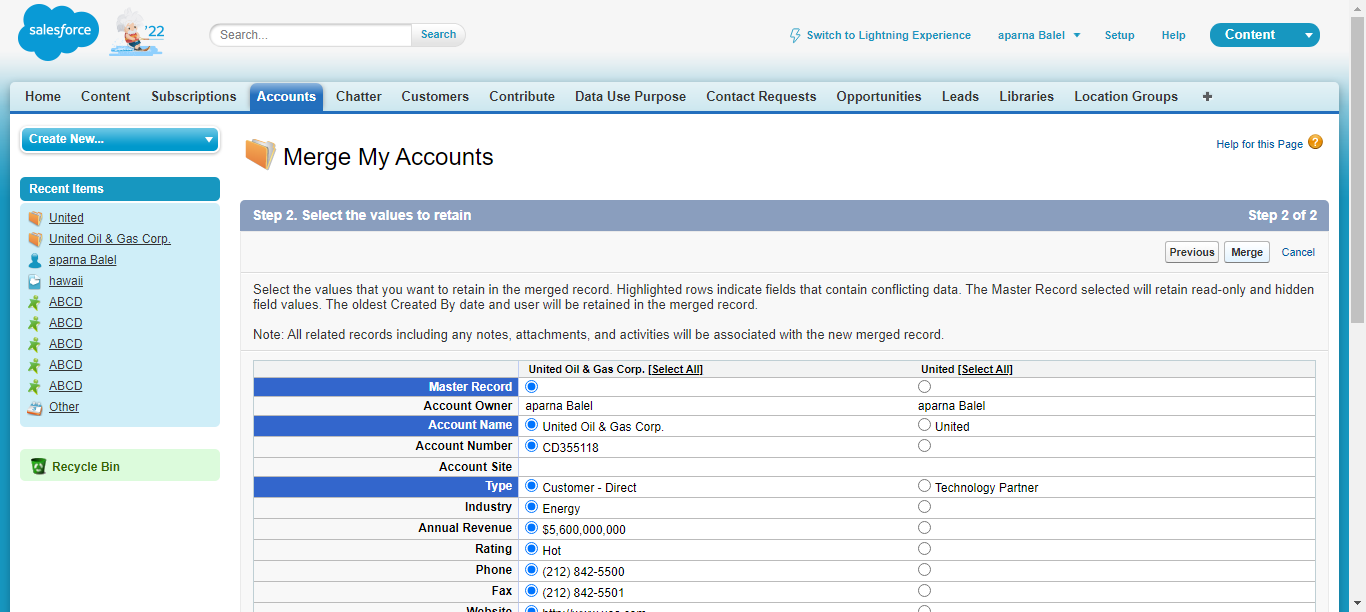 salesforce
'22
Search...
Search
Switch to Lightning Experience
aparna Balel
Setup
Help
Content
Home Content Subscriptions Accounts Chatter Customers Contribute Data Use Purpose Contact Requests Opportunities Leads Libraries Location Groups +
Create New...
Recent Items
United
United Oil & Gas Corp.
aparna Balel
hawaii
ABCD
ABCD
ABCD
ABCD
ABCD
Other
Recycle Bin
Merge My Accounts
Help for this Page ?
Step 2. Select the values to retain
Step 2 of 2
Previous Merge Cancel
Select the values that you want to retain in the merged record. Highlighted rows indicate fields that contain conflicting data. The Master Record selected will retain read-only and hidden
field values. The oldest Created By date and user will be retained in the merged record.
Note: All related records including any notes, attachments, and activities will be associated with the new merged record.
United Oil & Gas Corp. [Select All] United [Select All]
Master Record
Account Owner aparna Balel aparna Balel
Account Name United Oil & Gas Corp. United
Account Number CD355118
Account Site
Type Customer - Direct Technology Partner
Industry Energy
Annual Revenue $5,600,000,000
Rating Hot
Phone (212) 842-5500
Fax (212) 842-5501
Website